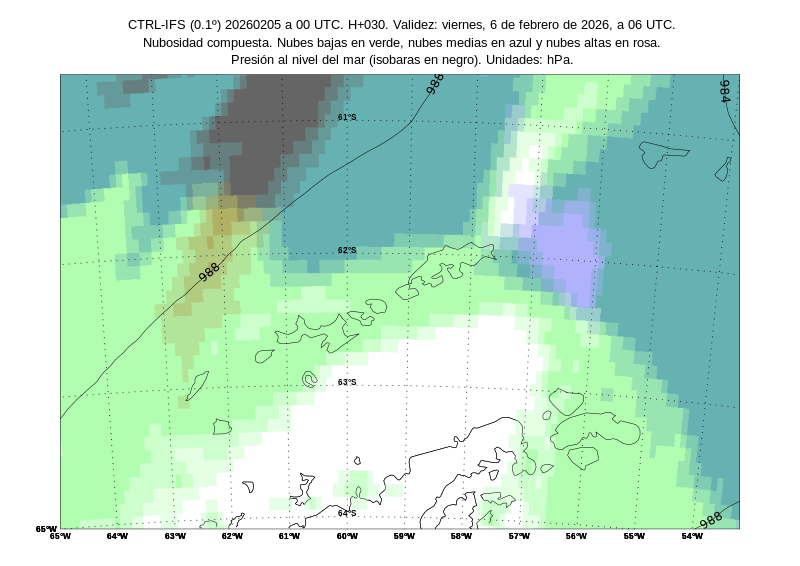 CTRL-IFS (0.1º) 20260205 a 00 UTC. H+030. Validez: viernes, 6 de febrero de 2026, a 06 UTC.
Nubosidad compuesta. Nubes bajas en verde, nubes medias en azul y nubes altas en rosa.
Presión al nivel del mar (isobaras en negro). Unidades: hPa.
988
984
61°S
62°S
988
63°S
64°S
988
65°W
65°W 64°W 63°W 62°W 61°W 60°W 59°W 58°W 57°W 56°W 55°W 54°W